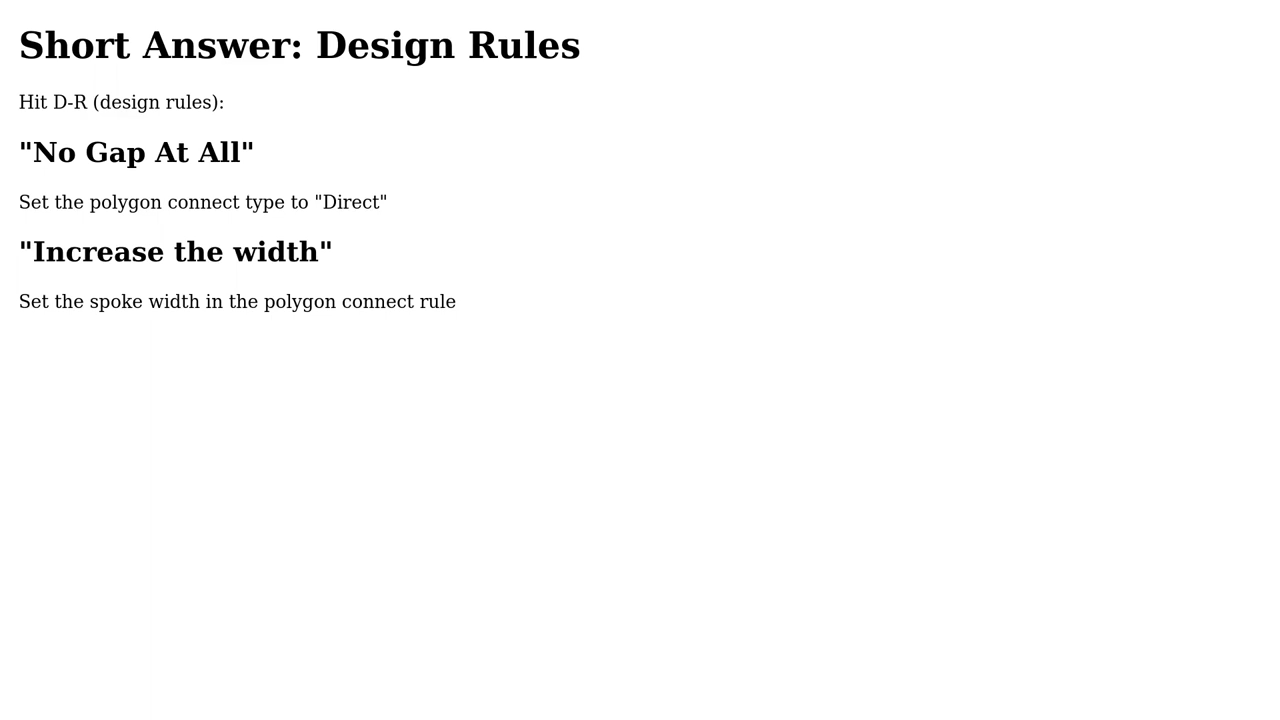 Short Answer: Design Rules
Hit D-R (design rules):
"No Gap At All"
Set the polygon connect type to "Direct"
"Increase the width"
Set the spoke width in the polygon connect rule